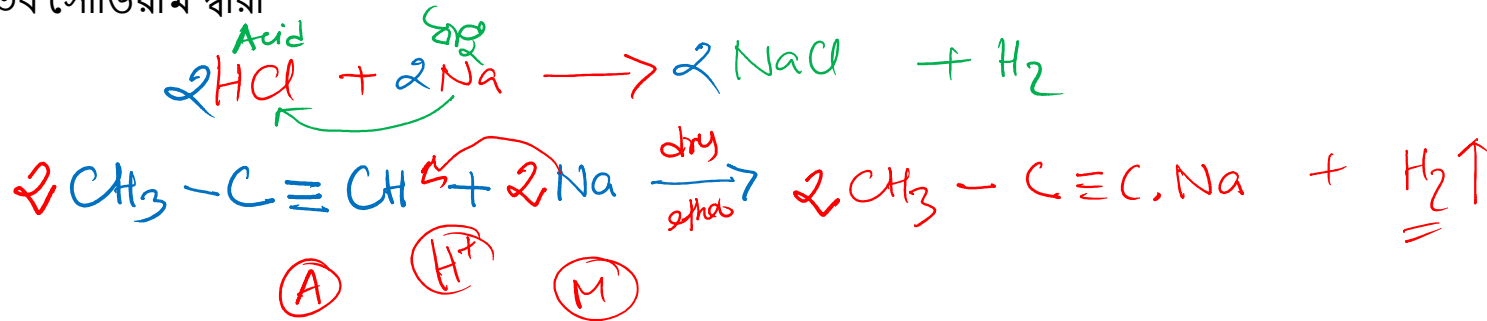 সোডিয়াম দ্বারা
Acid ধাতু
2HCl + 2Na → 2NaCl + H₂
dry
2CH₃ – C ≡ CH + 2Na → 2CH₃ – C ≡ C.Na + H₂↑
ether
H⁺
A M